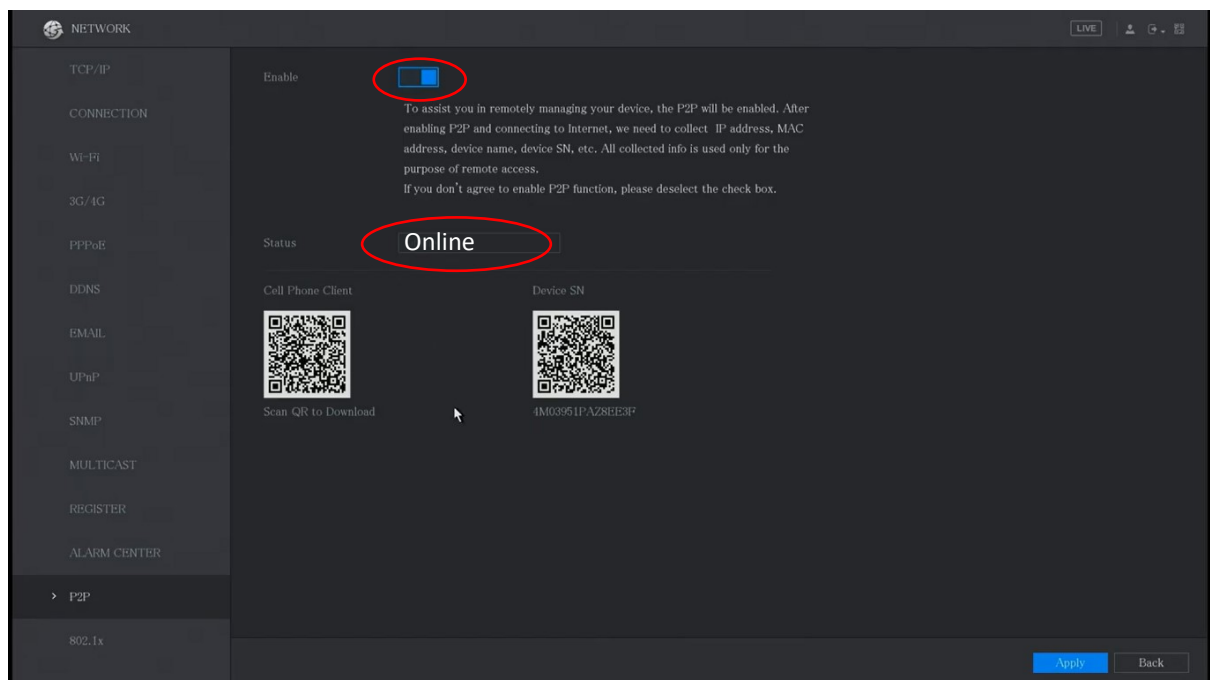 NETWORK
LIVE
TCP/IP
CONNECTION
Wi-Fi
3G/4G
PPPoE
DDNS
EMAIL
UPnP
SNMP
MULTICAST
REGISTER
ALARM CENTER
P2P
802.1x
Enable
To assist you in remotely managing your device, the P2P will be enabled. After
enabling P2P and connecting to Internet, we need to collect IP address, MAC
address, device name, device SN, etc. All collected info is used only for the
purpose of remote access.
If you don't agree to enable P2P function, please deselect the check box.
Status
Online
Cell Phone Client
Device SN
Scan QR to Download
4M03951PAZ8EE3F
Apply
Back